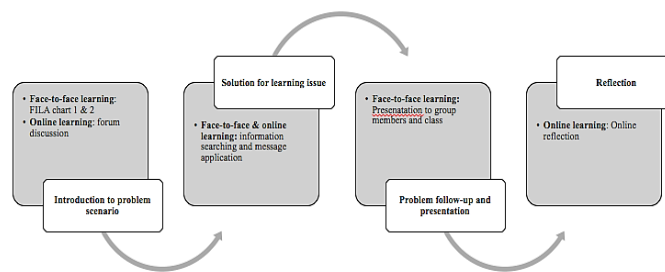 • Face-to-face learning:
FILA chart 1 & 2
• Online learning: forum
discussion
Introduction to problem
scenario
Solution for learning issue
• Face-to-face & online
learning: information
searching and message
application
• Face-to-face learning:
Presenatation to group
members and class
Problem follow-up and
presentation
Reflection
• Online learning: Online
reflection